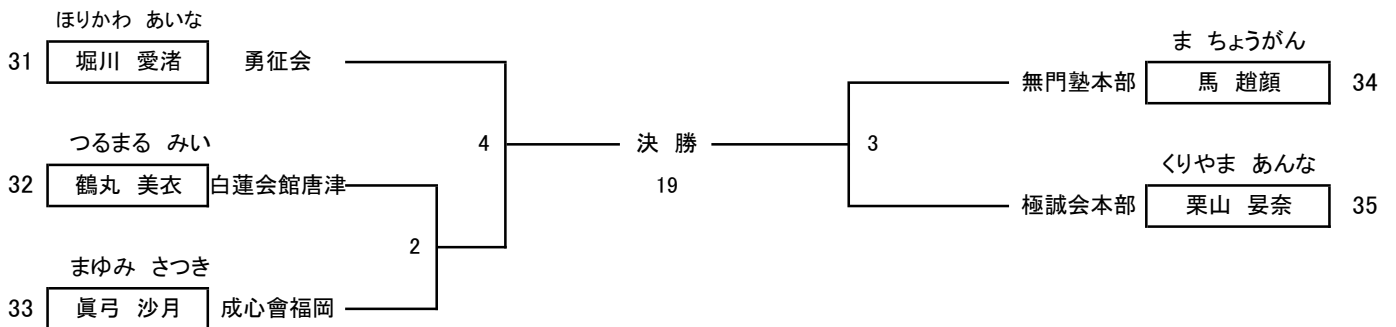 ほりかわ あいな
31 堀川 愛渚 勇征会
つるまる みい
32 鶴丸 美衣 白蓮会館唐津
まゆみ さつき
33 眞弓 沙月 成心會福岡
4
2
決 勝
19
3
ま ちょうがん
無門塾本部 馬 趙顔 34
くりやま あんな
極誠会本部 栗山 晏奈 35